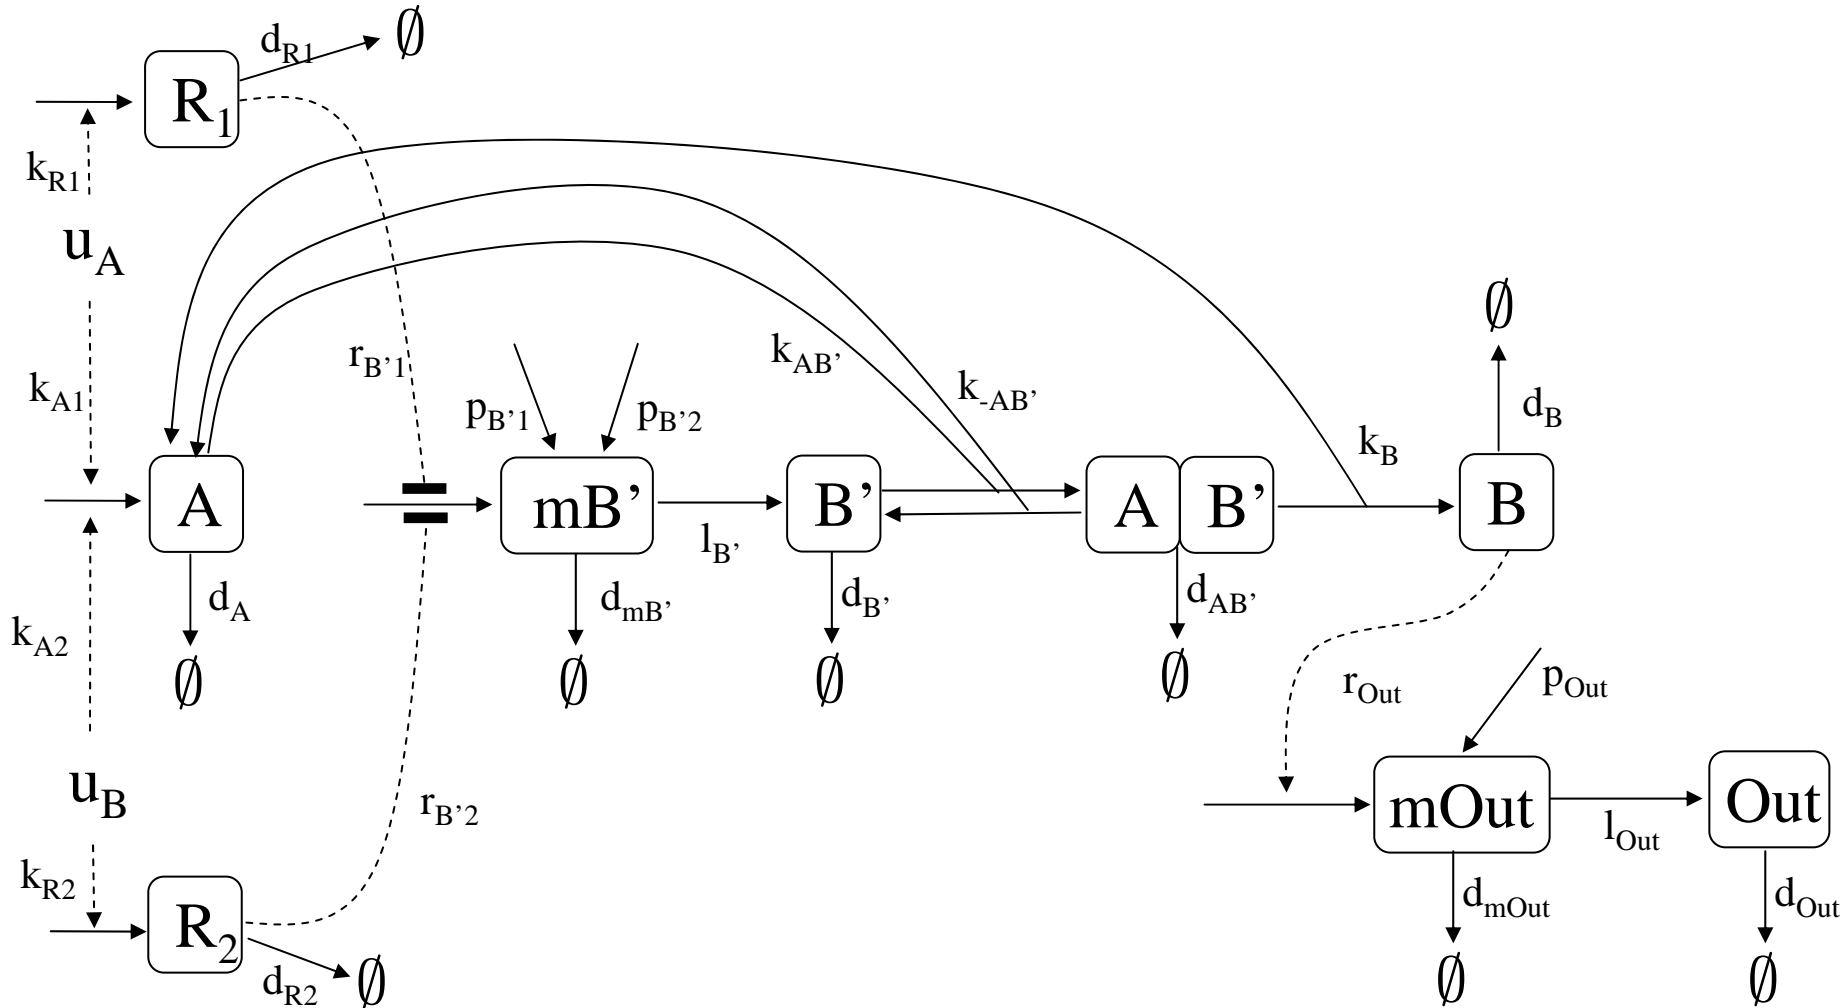 d_R1 ∅
R_1
k_R1
u_A
∅
k_AB'
r_B'1
k_-AB'
k_A1
p_B'1 p_B'2
d_B
k_B
A mB' B' A B' B
l_B'
d_A d_mB' d_B' d_AB'
k_A2
∅ ∅ ∅ ∅
r_Out p_Out
u_B
r_B'2
mOut Out
l_Out
k_R2
d_mOut d_Out
R_2
d_R2 ∅ ∅ ∅